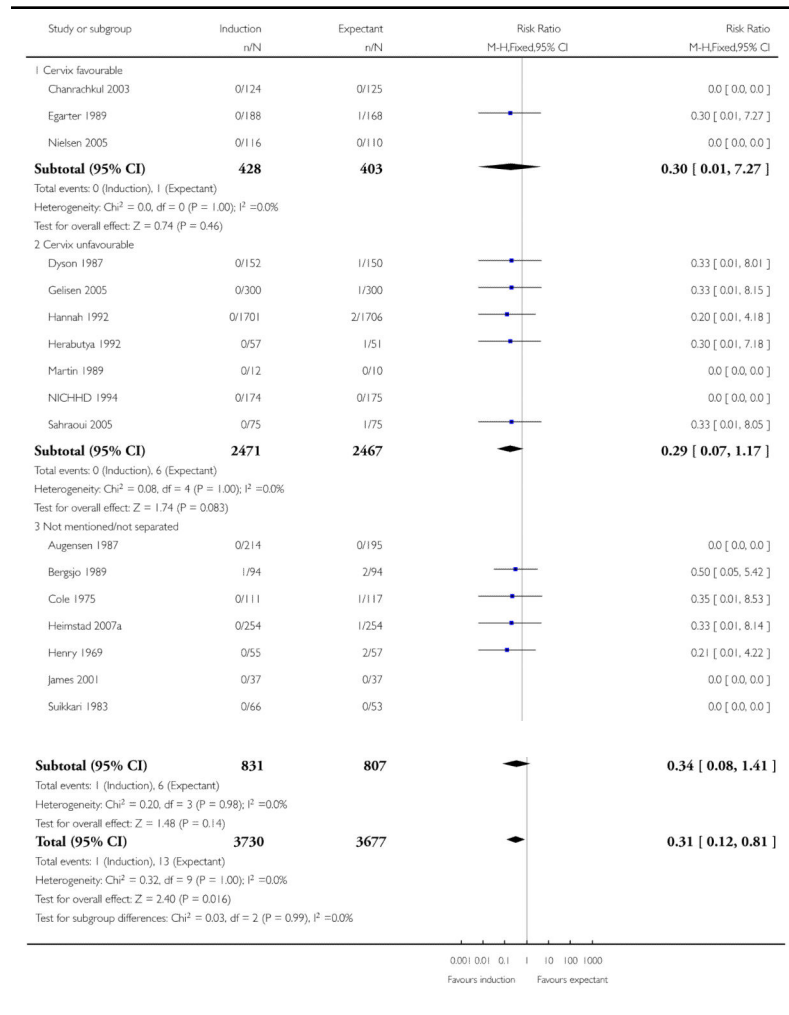 Study or subgroup Induction Expectant Risk Ratio Risk Ratio
n/N n/N M-H,Fixed,95% CI M-H,Fixed,95% CI
1 Cervix favourable
Chanrachkul 2003 0/124 0/125 0.0 [ 0.0, 0.0 ]
Egarter 1989 0/188 1/168 0.30 [ 0.01, 7.27 ]
Nielsen 2005 0/116 0/110 0.0 [ 0.0, 0.0 ]
Subtotal (95% CI) 428 403 0.30 [ 0.01, 7.27 ]
Total events: 0 (Induction), 1 (Expectant)
Heterogeneity: Chi² = 0.0, df = 0 (P = 1.00); I² =0.0%
Test for overall effect: Z = 0.74 (P = 0.46)
2 Cervix unfavourable
Dyson 1987 0/152 1/150 0.33 [ 0.01, 8.01 ]
Gelisen 2005 0/300 1/300 0.33 [ 0.01, 8.15 ]
Hannah 1992 0/1701 2/1706 0.20 [ 0.01, 4.18 ]
Herabutya 1992 0/57 1/51 0.30 [ 0.01, 7.18 ]
Martin 1989 0/12 0/10 0.0 [ 0.0, 0.0 ]
NICHHD 1994 0/174 0/175 0.0 [ 0.0, 0.0 ]
Sahraoui 2005 0/75 1/75 0.33 [ 0.01, 8.05 ]
Subtotal (95% CI) 2471 2467 0.29 [ 0.07, 1.17 ]
Total events: 0 (Induction), 6 (Expectant)
Heterogeneity: Chi² = 0.08, df = 4 (P = 1.00); I² =0.0%
Test for overall effect: Z = 1.74 (P = 0.083)
3 Not mentioned/not separated
Augensen 1987 0/214 0/195 0.0 [ 0.0, 0.0 ]
Bergsjo 1989 1/94 2/94 0.50 [ 0.05, 5.42 ]
Cole 1975 0/111 1/117 0.35 [ 0.01, 8.53 ]
Heimstad 2007a 0/254 1/254 0.33 [ 0.01, 8.14 ]
Henry 1969 0/55 2/57 0.21 [ 0.01, 4.22 ]
James 2001 0/37 0/37 0.0 [ 0.0, 0.0 ]
Suikkari 1983 0/66 0/53 0.0 [ 0.0, 0.0 ]
Subtotal (95% CI) 831 807 0.34 [ 0.08, 1.41 ]
Total events: 1 (Induction), 6 (Expectant)
Heterogeneity: Chi² = 0.20, df = 3 (P = 0.98); I² =0.0%
Test for overall effect: Z = 1.48 (P = 0.14)
Total (95% CI) 3730 3677 0.31 [ 0.12, 0.81 ]
Total events: 1 (Induction), 13 (Expectant)
Heterogeneity: Chi² = 0.32, df = 9 (P = 1.00); I² =0.0%
Test for overall effect: Z = 2.40 (P = 0.016)
Test for subgroup differences: Chi² = 0.03, df = 2 (P = 0.99), I² =0.0%
0.001 0.01 0.1 1 10 100 1000
Favours induction Favours expectant